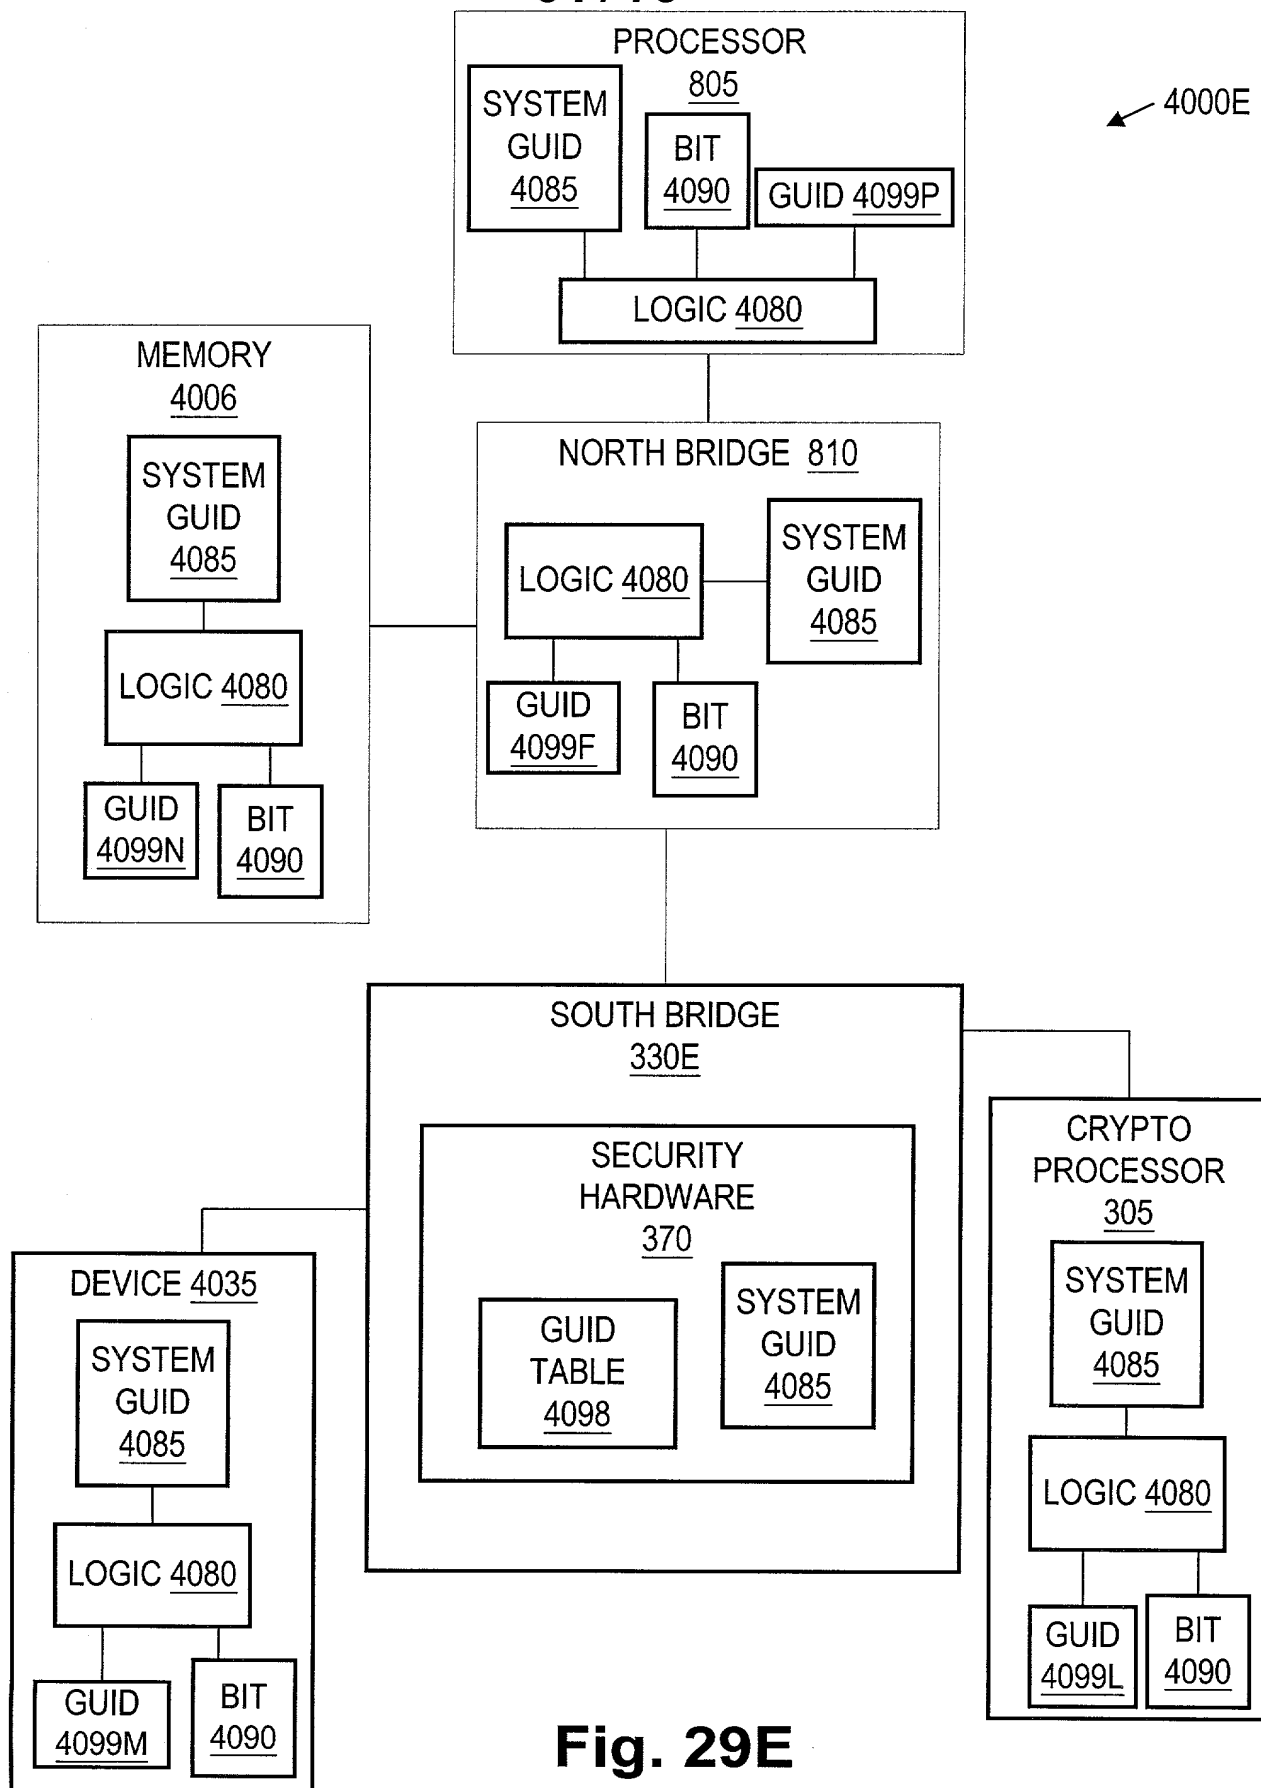 PROCESSOR
805
SYSTEM
GUID
4085
BIT
4090
GUID 4099P
LOGIC 4080
4000E
MEMORY
4006
SYSTEM
GUID
4085
LOGIC 4080
GUID
4099N
BIT
4090
NORTH BRIDGE 810
LOGIC 4080
SYSTEM
GUID
4085
GUID
4099F
BIT
4090
SOUTH BRIDGE
330E
SECURITY
HARDWARE
370
GUID
TABLE
4098
SYSTEM
GUID
4085
CRYPTO
PROCESSOR
305
SYSTEM
GUID
4085
LOGIC 4080
GUID
4099L
BIT
4090
DEVICE 4035
SYSTEM
GUID
4085
LOGIC 4080
GUID
4099M
BIT
4090
Fig. 29E